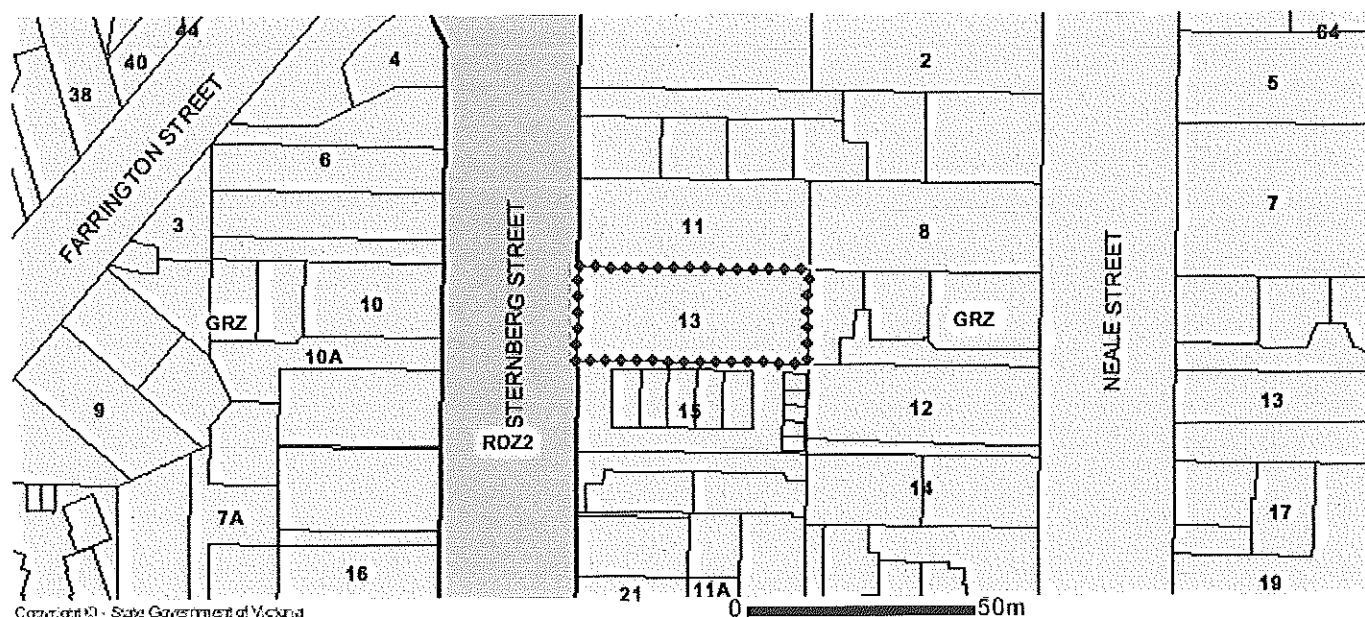 44
64
40
4
2
38
5
FARRINGTON STREET
6
3
11
8
7
STERNBERG STREET
NEALE STREET
10
GRZ
13
GRZ
10A
9
15
12
13
RDZ2
14
7A
17
16
21
11A
19
Copyright © - State Government of Victoria
0
50m